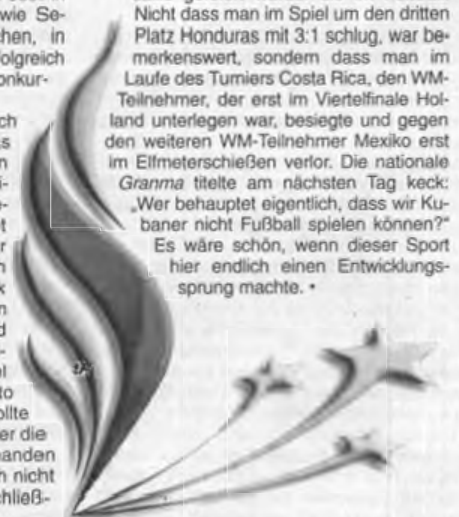 wie Se-
chen, in
folgreich
onkur-
ch
s
n
i-
e-
t
r
n
k
n
d
-
el
to
ollte
er die
anden
h nicht
chließ-
Nicht dass man im Spiel um den dritten
Platz Honduras mit 3:1 schlug, war be-
merkenswert, sondern dass man im
Laufe des Turniers Costa Rica, den WM-
Teilnehmer, der erst im Viertelfinale Hol-
land unterlegen war, besiegte und gegen
den weiteren WM-Teilnehmer Mexiko erst
im Elfmeterschießen verlor. Die nationale
Granma titelte am nächsten Tag keck:
„Wer behauptet eigentlich, dass wir Ku-
baner nicht Fußball spielen können?"
Es wäre schön, wenn dieser Sport
hier endlich einen Entwicklungs-
sprung machte. •